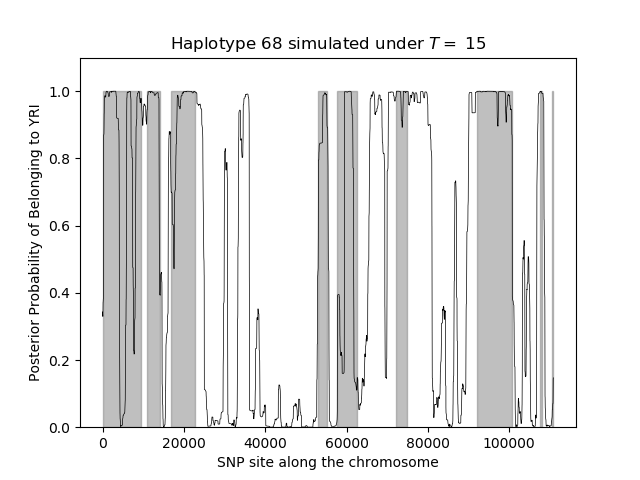 Haplotype 68 simulated under T = 15
Posterior Probability of Belonging to YRI
1.0
0.8
0.6
0.4
0.2
0.0
0 20000 40000 60000 80000 100000
SNP site along the chromosome